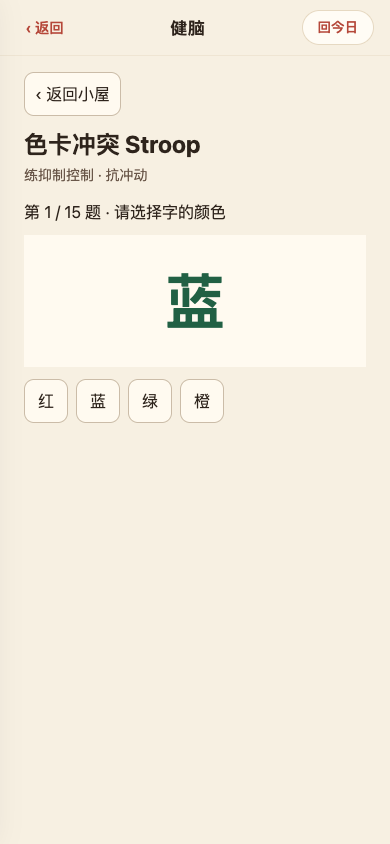 ‹ 返回 健脑 回今日
‹ 返回小屋
色卡冲突 Stroop
练抑制控制 · 抗冲动
第 1 / 15 题 · 请选择字的颜色
蓝
红 蓝 绿 橙